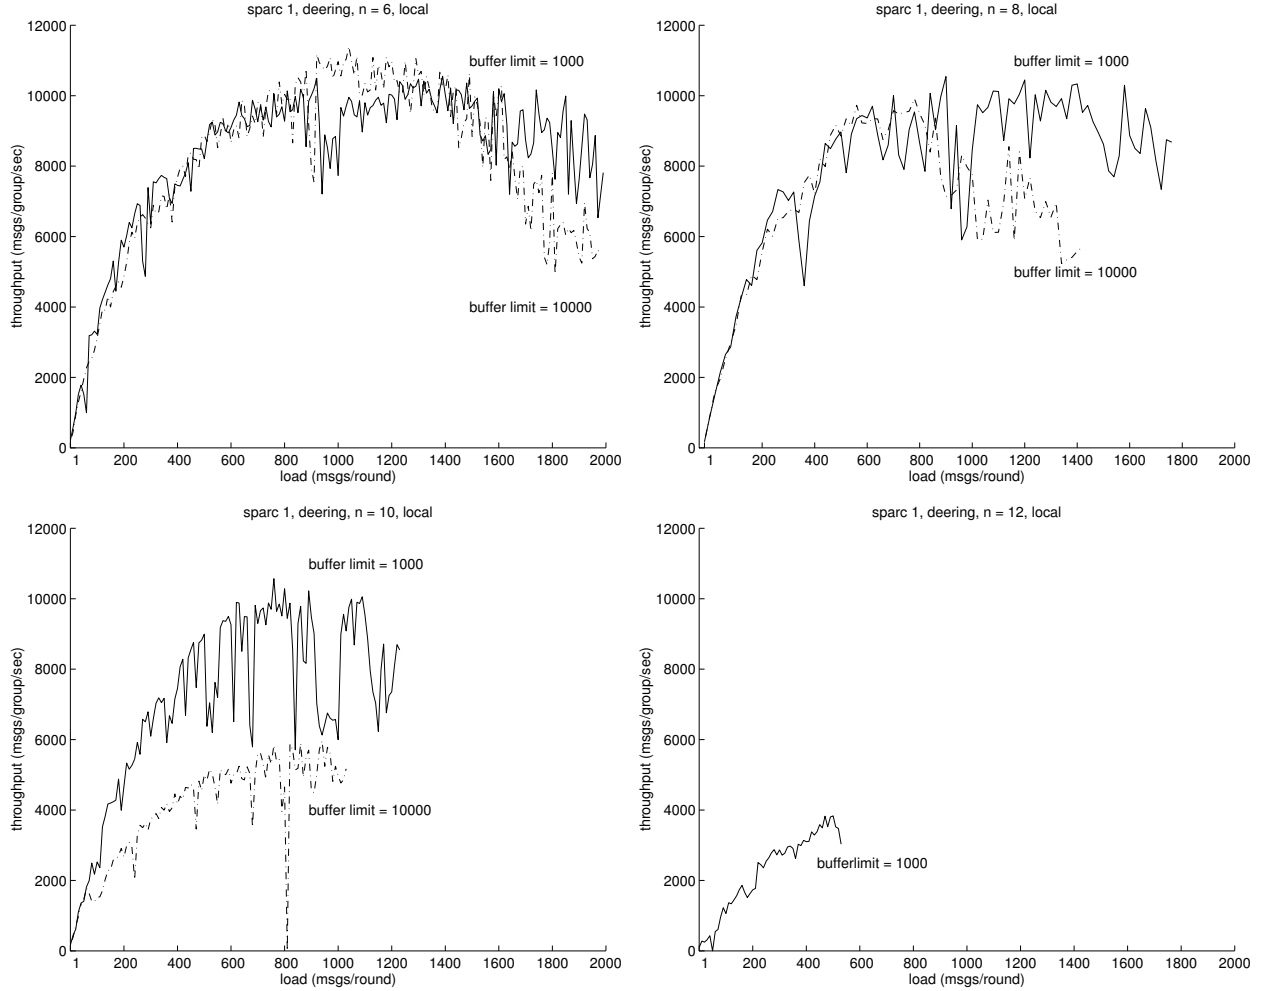 sparc 1, deering, n = 6, local
12000
10000
8000
6000
4000
2000
0
throughput (msgs/group/sec)
buffer limit = 1000
buffer limit = 10000
1 200 400 600 800 1000 1200 1400 1600 1800 2000
load (msgs/round)
sparc 1, deering, n = 8, local
12000
10000
8000
6000
4000
2000
0
throughput (msgs/group/sec)
buffer limit = 1000
buffer limit = 10000
1 200 400 600 800 1000 1200 1400 1600 1800 2000
load (msgs/round)
sparc 1, deering, n = 10, local
12000
10000
8000
6000
4000
2000
0
throughput (msgs/group/sec)
buffer limit = 1000
buffer limit = 10000
1 200 400 600 800 1000 1200 1400 1600 1800 2000
load (msgs/round)
sparc 1, deering, n = 12, local
12000
10000
8000
6000
4000
2000
0
throughput (msgs/group/sec)
bufferlimit = 1000
1 200 400 600 800 1000 1200 1400 1600 1800 2000
load (msgs/round)